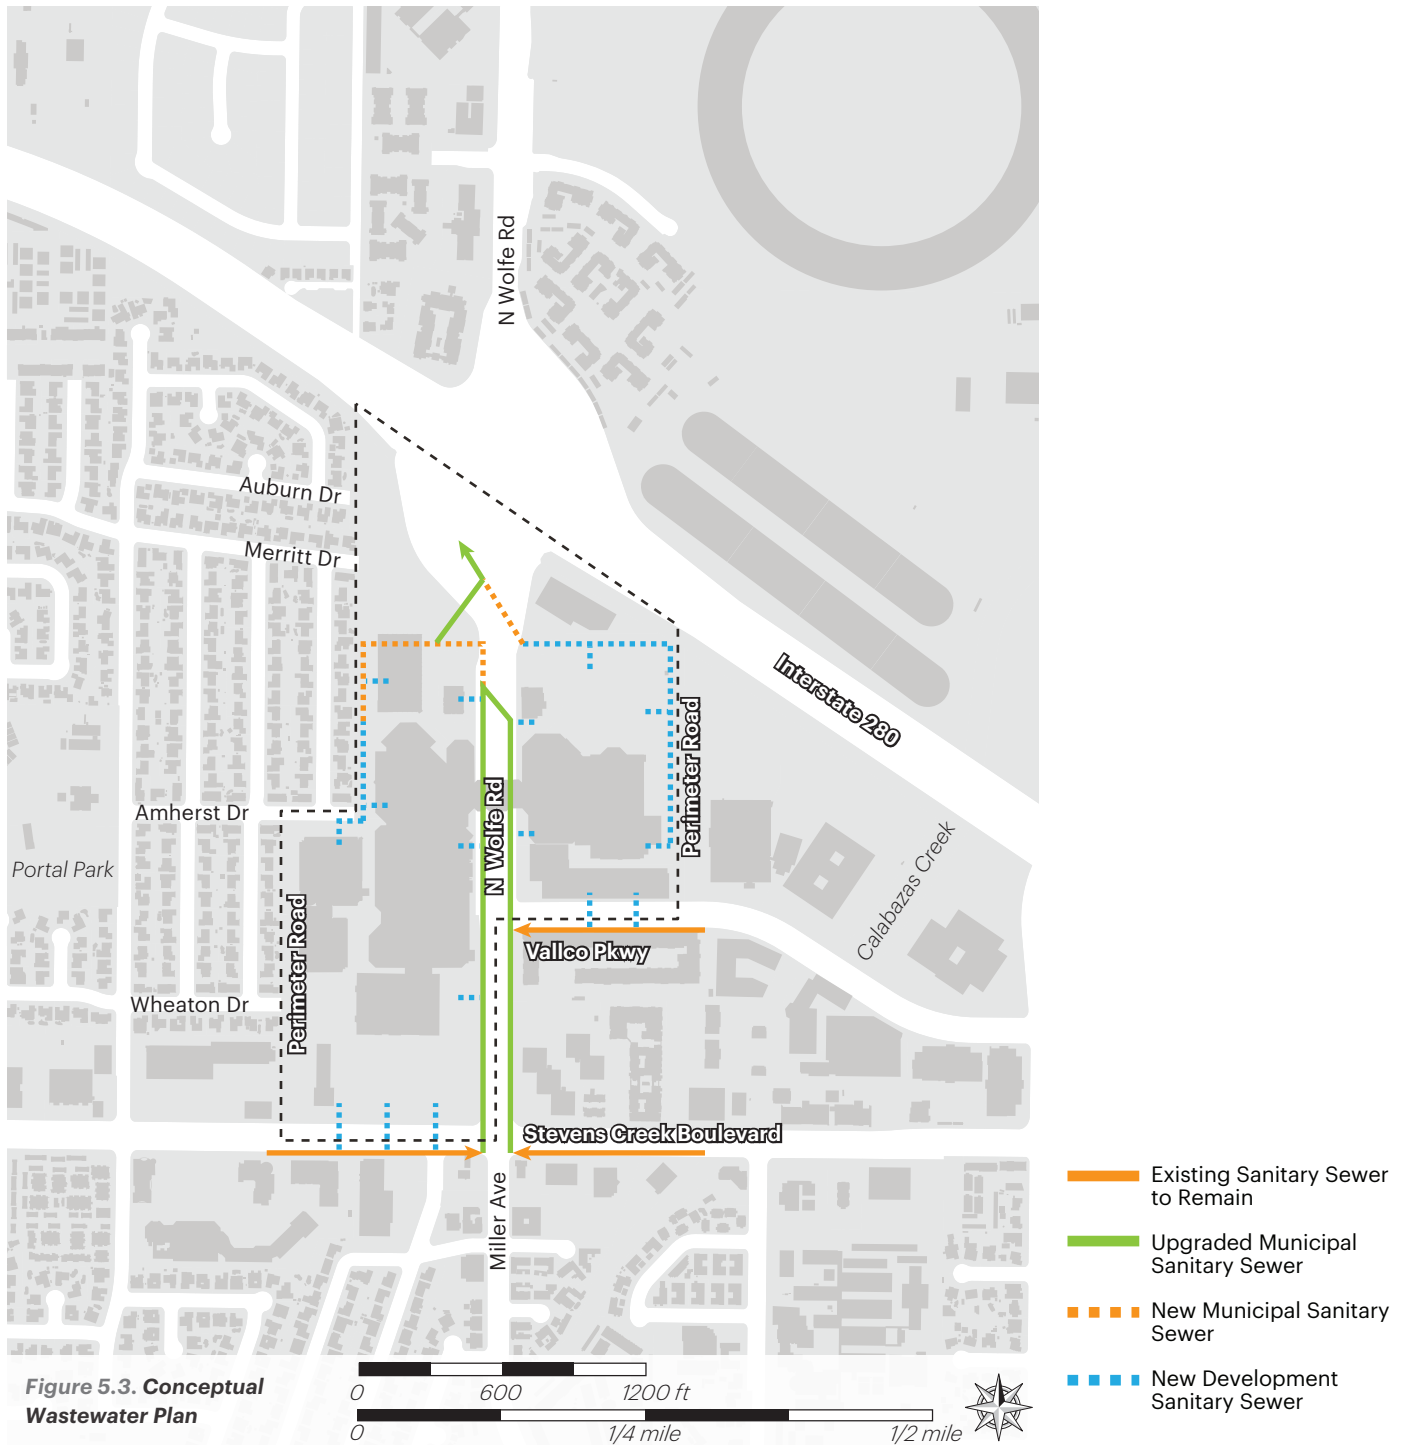 N Wolfe Rd
Auburn Dr
Merritt Dr
Interstate 280
Perimeter Road
N Wolfe Rd
Amherst Dr
Calabazas Creek
Portal Park
Perimeter Road
Vallco Pkwy
Wheaton Dr
Stevens Creek Boulevard
Miller Ave
Existing Sanitary Sewer
to Remain
Upgraded Municipal
Sanitary Sewer
New Municipal Sanitary
Sewer
New Development
Sanitary Sewer
Figure 5.3. Conceptual
Wastewater Plan
0 600 1200 ft
0 1/4 mile 1/2 mile